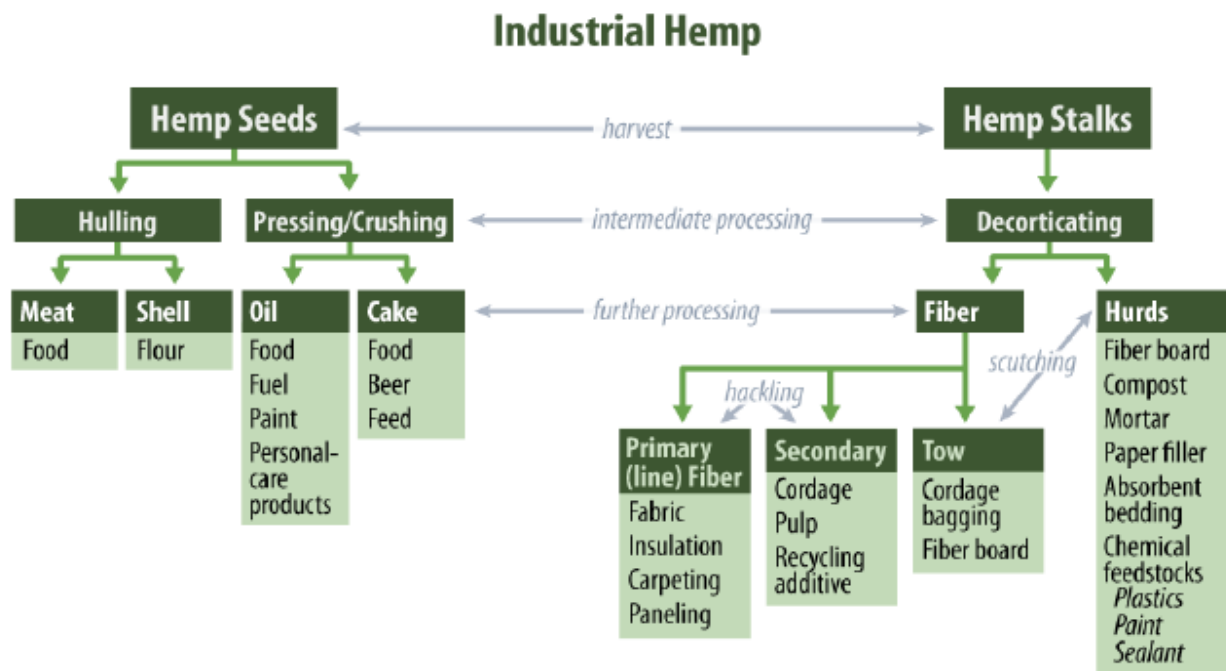 Industrial Hemp
Hemp Seeds
harvest
Hemp Stalks
Hulling
Pressing/Crushing
intermediate processing
Decorticating
Meat
Food
Shell
Flour
Oil
Food
Fuel
Paint
Personal-
care
products
Cake
Food
Beer
Feed
further processing
Fiber
Hurds
Fiber board
Compost
Mortar
Paper filler
Absorbent
bedding
Chemical
feedstocks
Plastics
Paint
Sealant
scutching
hackling
Primary
(line) Fiber
Fabric
Insulation
Carpeting
Paneling
Secondary
Cordage
Pulp
Recycling
additive
Tow
Cordage
bagging
Fiber board